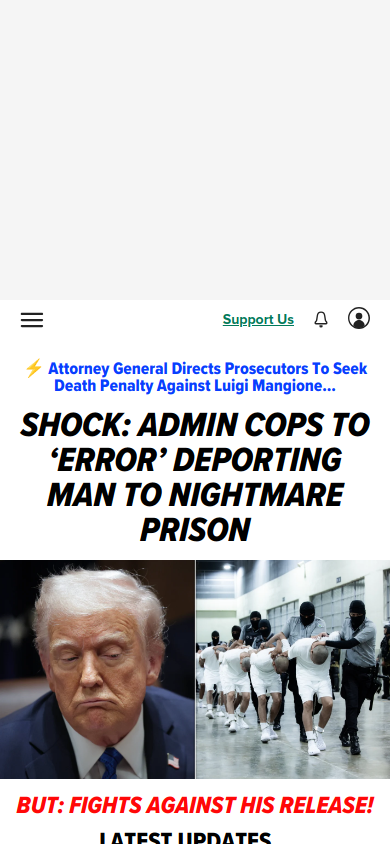 Support Us
⚡ Attorney General Directs Prosecutors To Seek
Death Penalty Against Luigi Mangione...
SHOCK: ADMIN COPS TO
‘ERROR’ DEPORTING
MAN TO NIGHTMARE
PRISON
BUT: FIGHTS AGAINST HIS RELEASE!
LATEST UPDATES